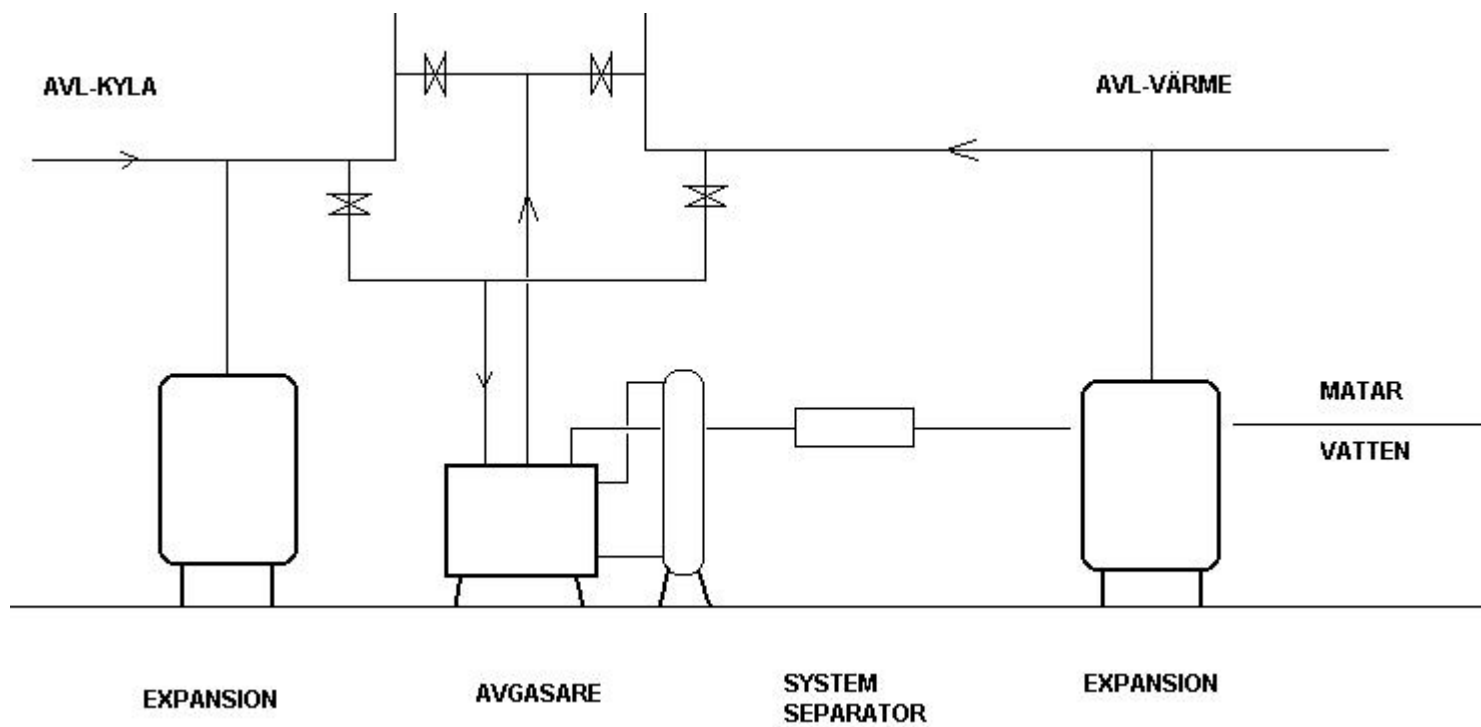 AVL-KYLA
AVL-VÄRME
MATAR
VATTEN
EXPANSION
AVGASARE
SYSTEM
SEPARATOR
EXPANSION